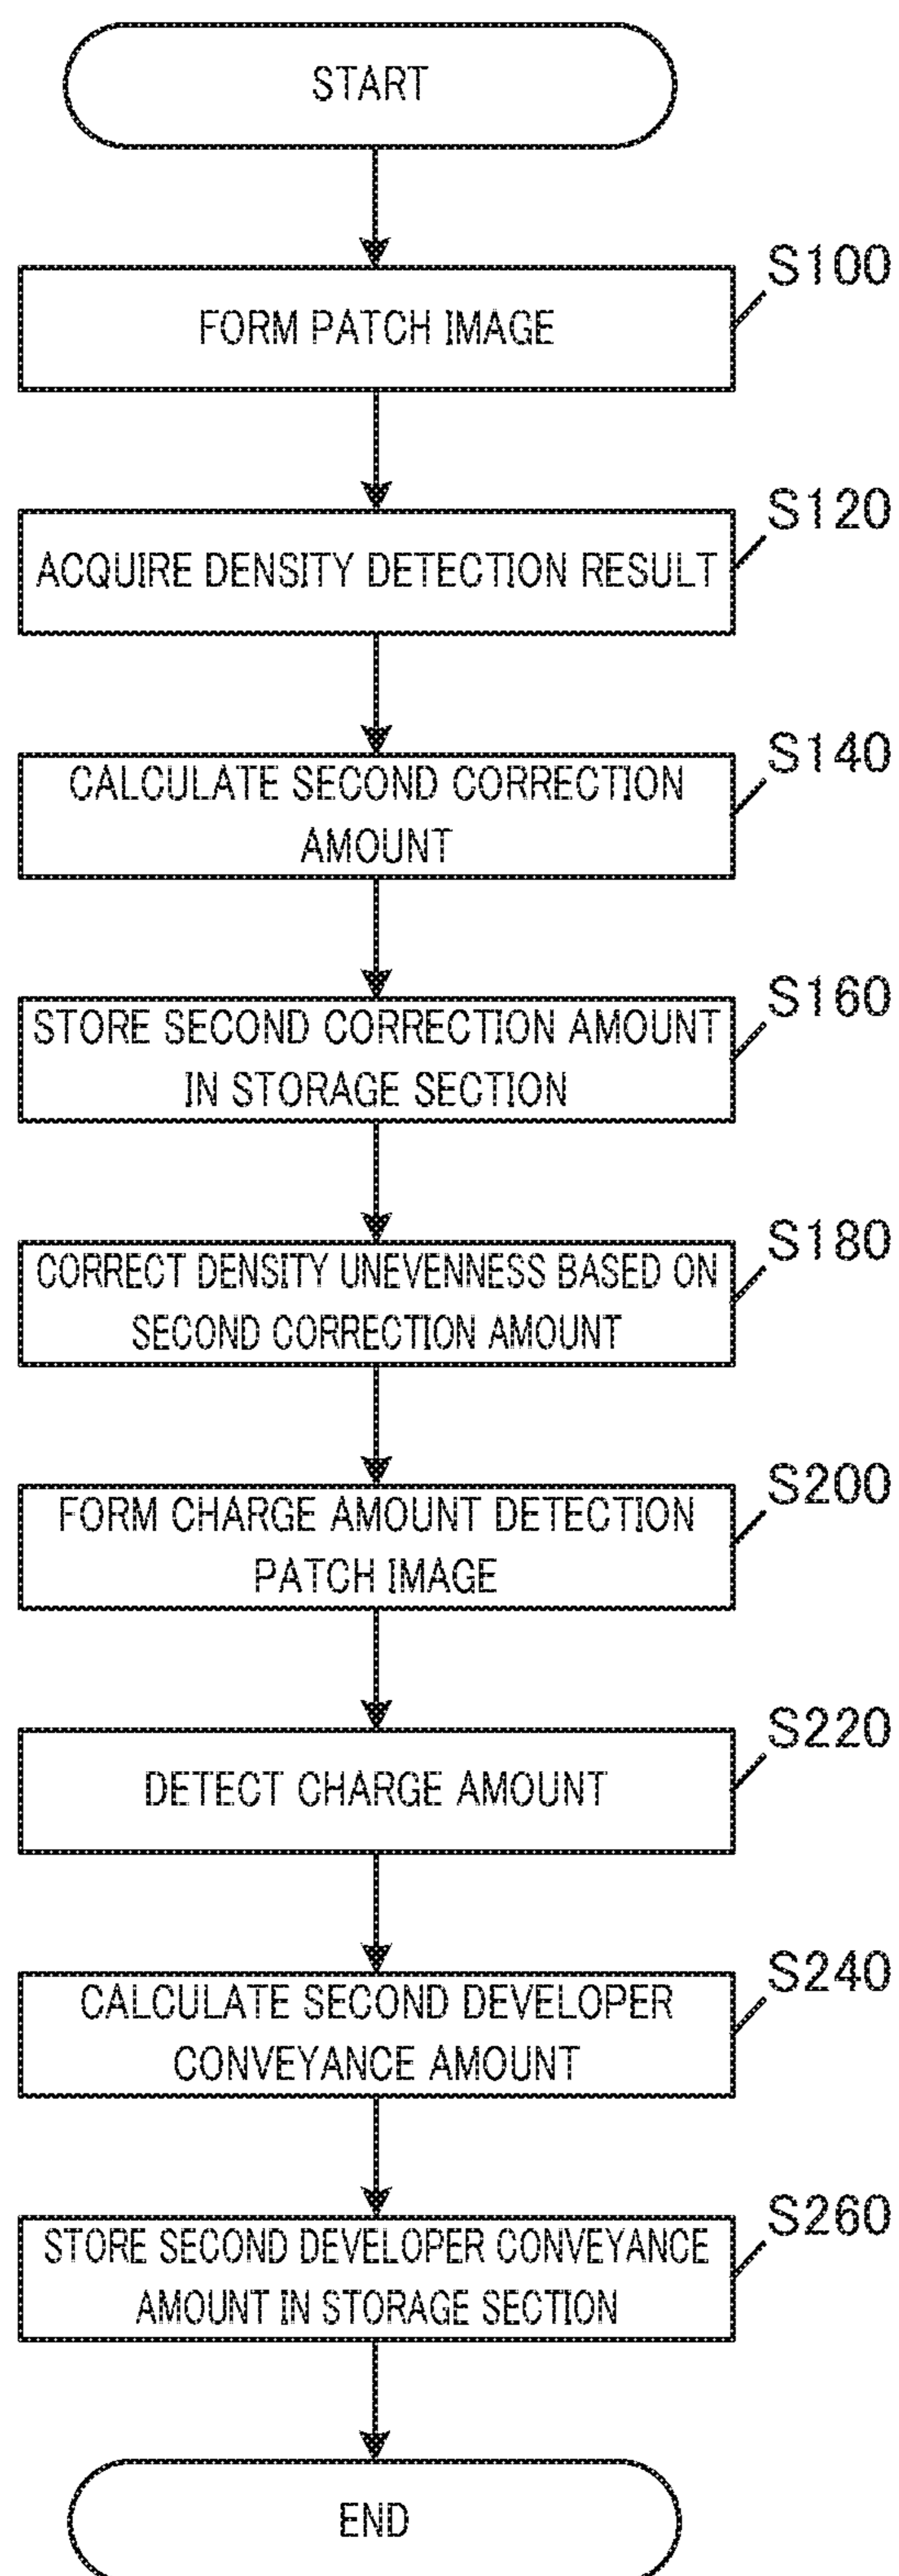 START
S100
FORM PATCH IMAGE
S120
ACQUIRE DENSITY DETECTION RESULT
S140
CALCULATE SECOND CORRECTION
AMOUNT
S160
STORE SECOND CORRECTION AMOUNT
IN STORAGE SECTION
S180
CORRECT DENSITY UNEVENNESS BASED ON
SECOND CORRECTION AMOUNT
S200
FORM CHARGE AMOUNT DETECTION
PATCH IMAGE
S220
DETECT CHARGE AMOUNT
S240
CALCULATE SECOND DEVELOPER
CONVEYANCE AMOUNT
S260
STORE SECOND DEVELOPER CONVEYANCE
AMOUNT IN STORAGE SECTION
END